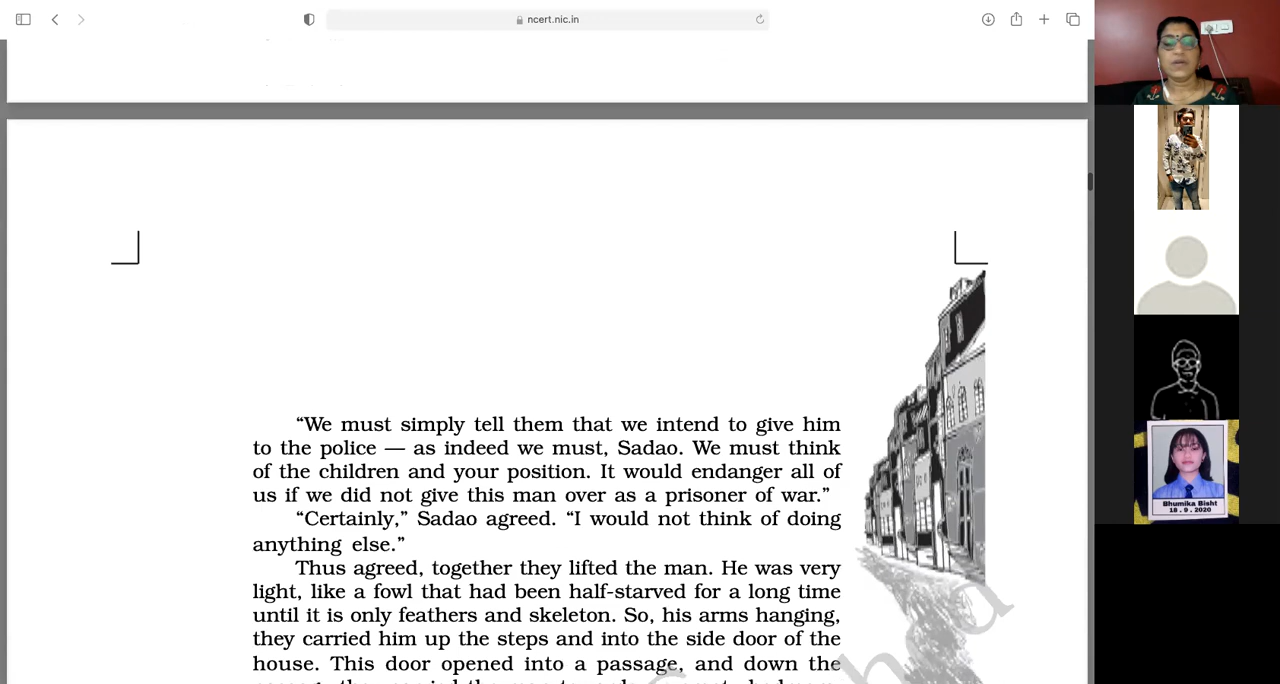 ncert.nic.in
“We must simply tell them that we intend to give him
to the police — as indeed we must, Sadao. We must think
of the children and your position. It would endanger all of
us if we did not give this man over as a prisoner of war.”
“Certainly,” Sadao agreed. “I would not think of doing
anything else.”
Thus agreed, together they lifted the man. He was very
light, like a fowl that had been half-starved for a long time
until it is only feathers and skeleton. So, his arms hanging,
they carried him up the steps and into the side door of the
house. This door opened into a passage, and down the
Bhumika Bisht
18.9.2020